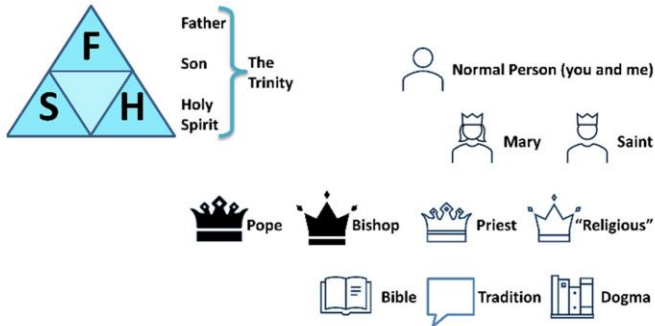 F
S H
Father
Son
Holy
Spirit
The
Trinity
Normal Person (you and me)
Mary Saint
Pope Bishop Priest "Religious"
Bible Tradition Dogma